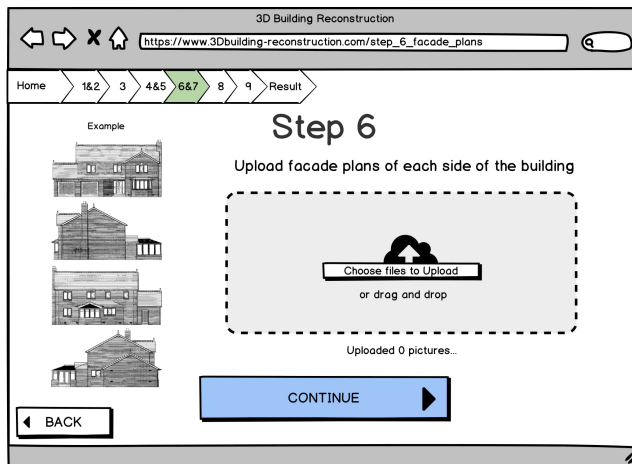 3D Building Reconstruction
https://www.3Dbuilding-reconstruction.com/step_6_facade_plans
Home 1&2 3 4&5 6&7 8 9 Result
Example
Step 6
Upload facade plans of each side of the building
Choose files to Upload
or drag and drop
Uploaded 0 pictures...
CONTINUE
BACK